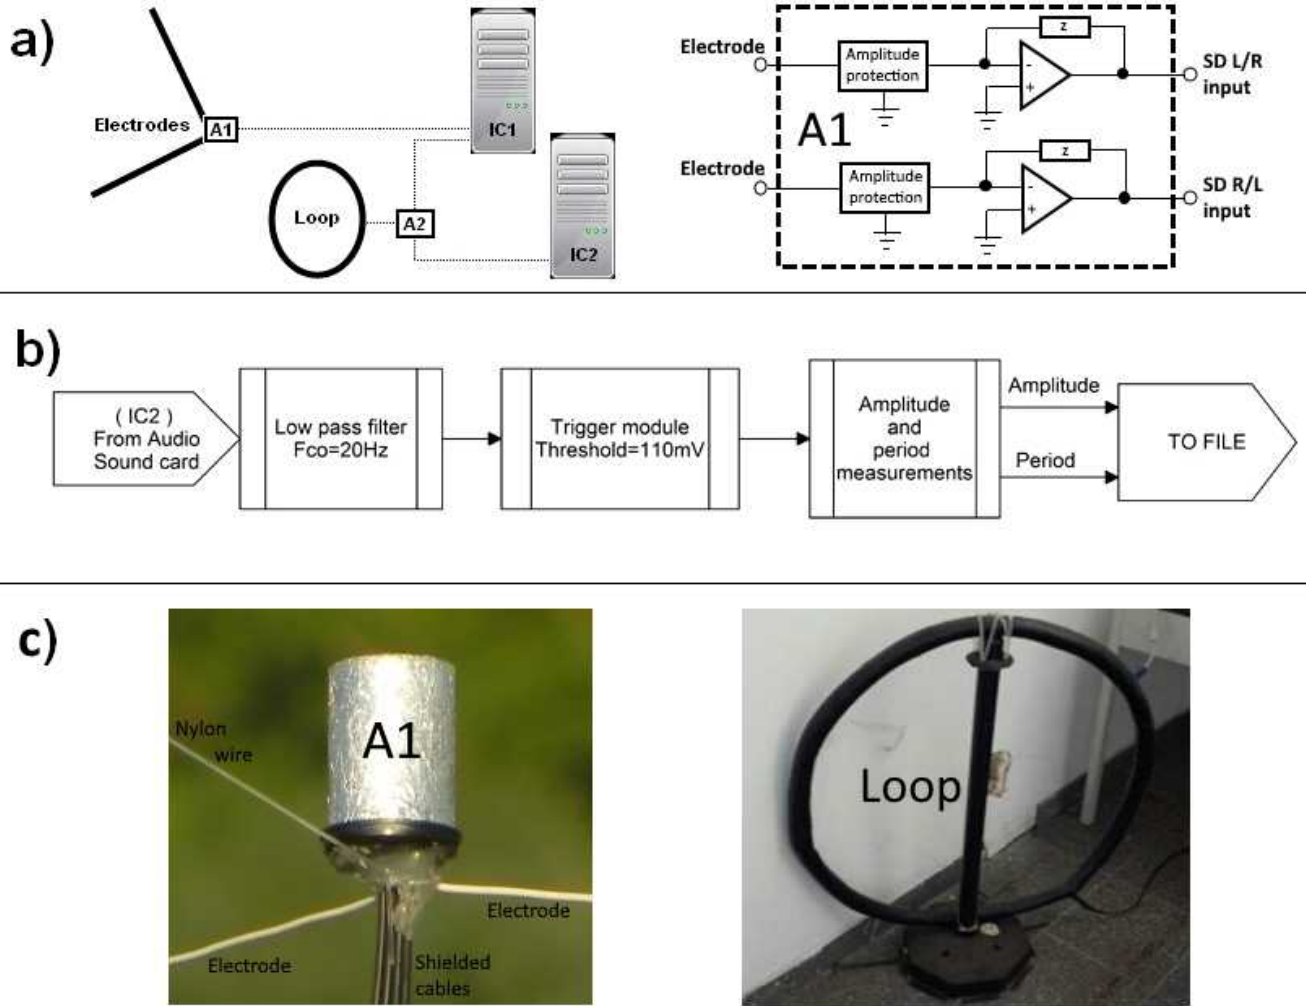 a)
Electrodes
A1
Loop
A2
IC1
IC2
Electrode
Amplitude
protection
z
-
+
SD L/R
input
A1
Electrode
Amplitude
protection
z
-
+
SD R/L
input
b)
( IC2 )
From Audio
Sound card
Low pass filter
Fco=20Hz
Trigger module
Threshold=110mV
Amplitude
and
period
measurements
Amplitude
Period
TO FILE
c)
Nylon
wire
A1
Electrode
Electrode
Shielded
cables
Loop